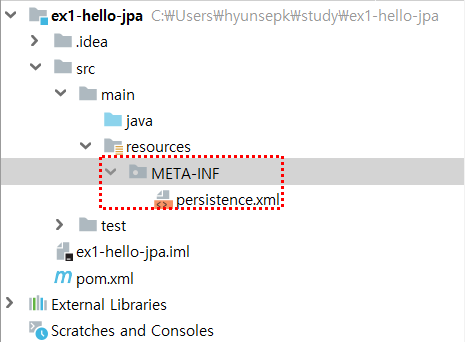 ex1-hello-jpa C:₩Users₩hyunsepk₩study₩ex1-hello-jpa
.idea
src
main
java
resources
META-INF
persistence.xml
test
ex1-hello-jpa.iml
pom.xml
External Libraries
Scratches and Consoles